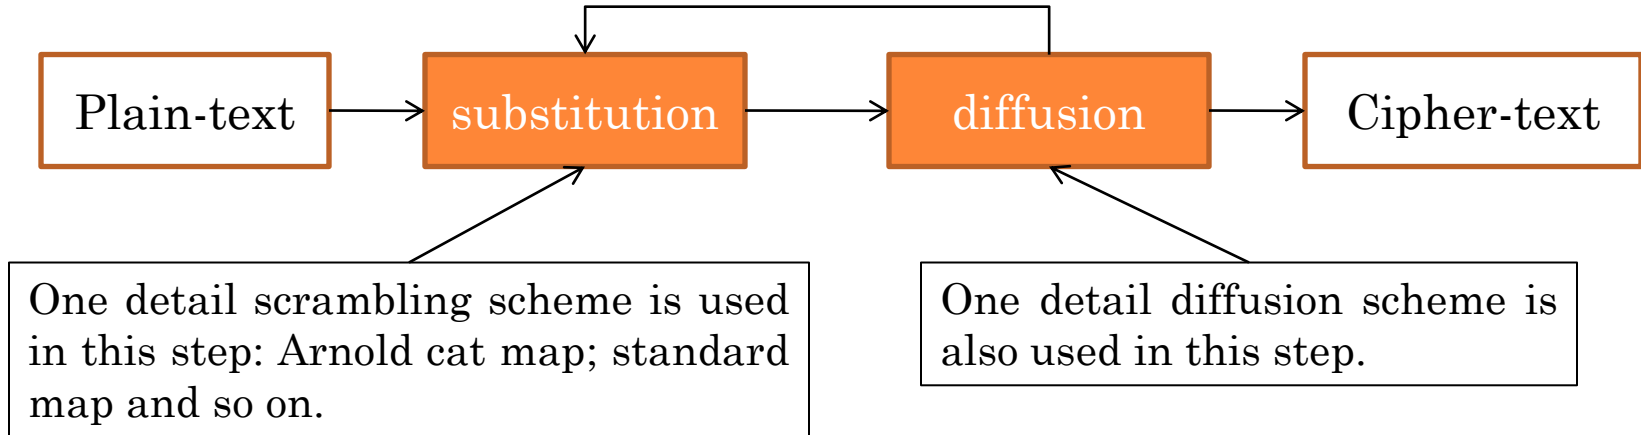 Plain-text
substitution
diffusion
Cipher-text
One detail scrambling scheme is used
in this step: Arnold cat map; standard
map and so on.
One detail diffusion scheme is
also used in this step.